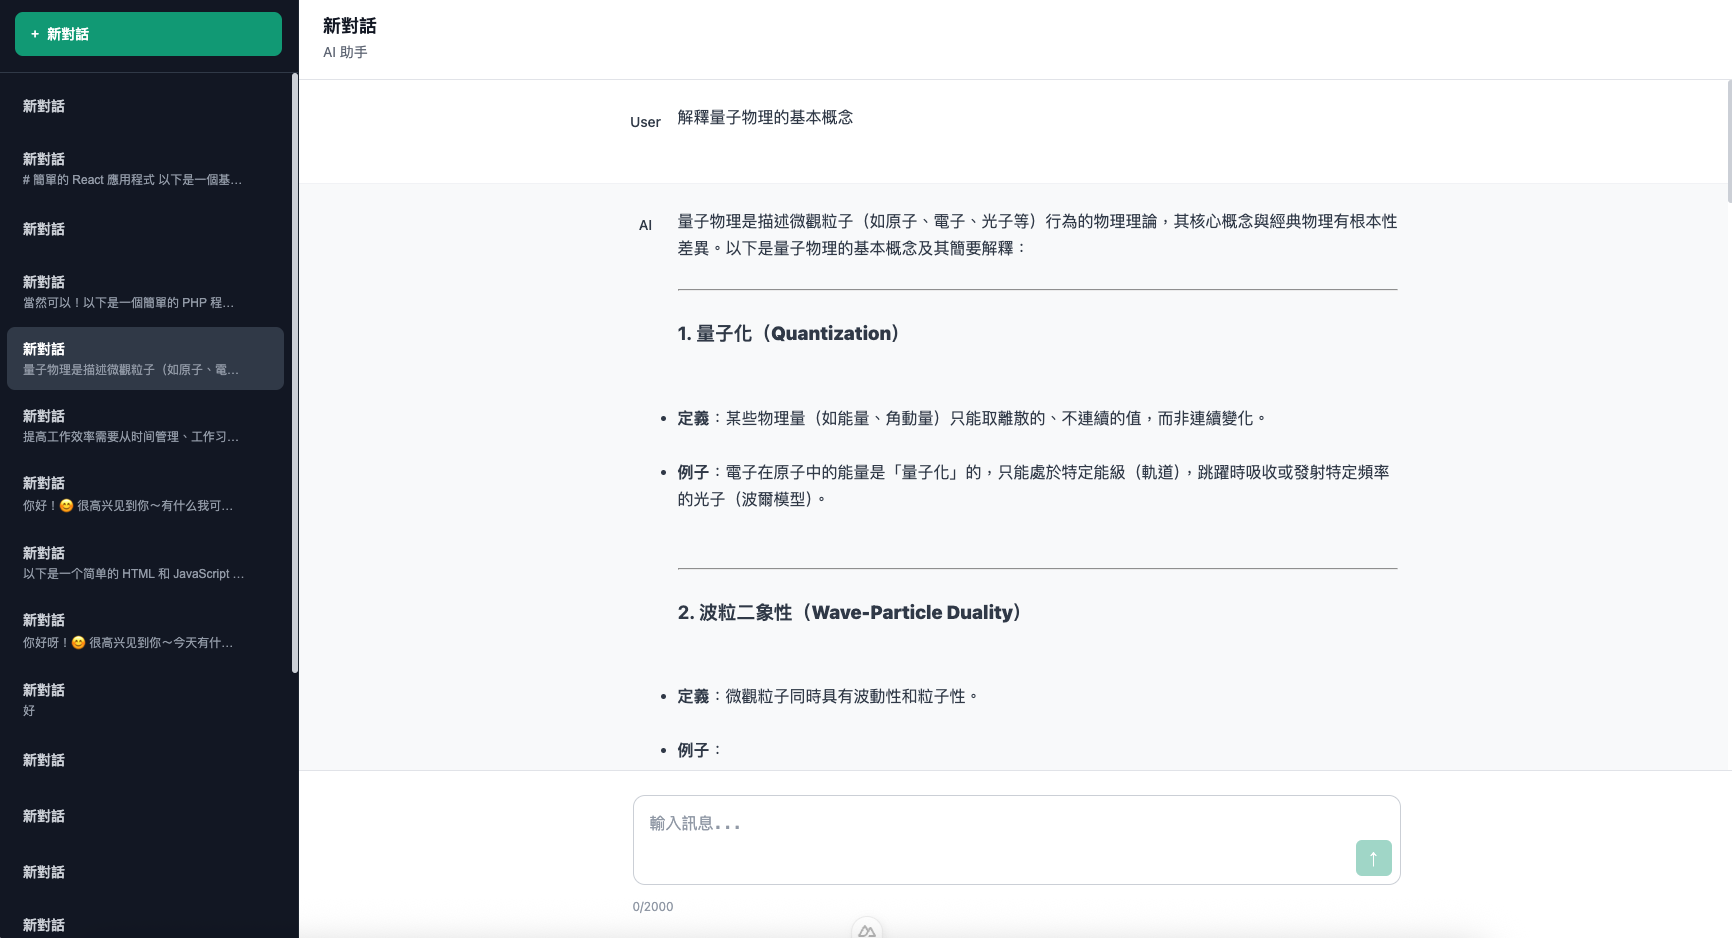 + 新對話
新對話
新對話
# 簡單的 React 應用程式 以下是一個基...
新對話
新對話
當然可以！以下是一個簡單的 PHP 程...
新對話
量子物理是描述微觀粒子（如原子、電...
新對話
提高工作效率需要从时间管理、工作习...
新對話
你好！😊 很高兴见到你～有什么我可...
新對話
以下是一个简单的 HTML 和 JavaScript ...
新對話
你好呀！😊 很高兴见到你～今天有什...
新對話
好
新對話
新對話
新對話
新對話
新對話
AI 助手
User
解釋量子物理的基本概念
AI
量子物理是描述微觀粒子（如原子、電子、光子等）行為的物理理論，其核心概念與經典物理有根本性
差異。以下是量子物理的基本概念及其簡要解釋：
1. 量子化（Quantization）
• 定義：某些物理量（如能量、角動量）只能取離散的、不連續的值，而非連續變化。
• 例子：電子在原子中的能量是「量子化」的，只能處於特定能級（軌道），跳躍時吸收或發射特定頻率
的光子（波爾模型）。
2. 波粒二象性（Wave-Particle Duality）
• 定義：微觀粒子同時具有波動性和粒子性。
• 例子：
輸入訊息...
↑
0/2000